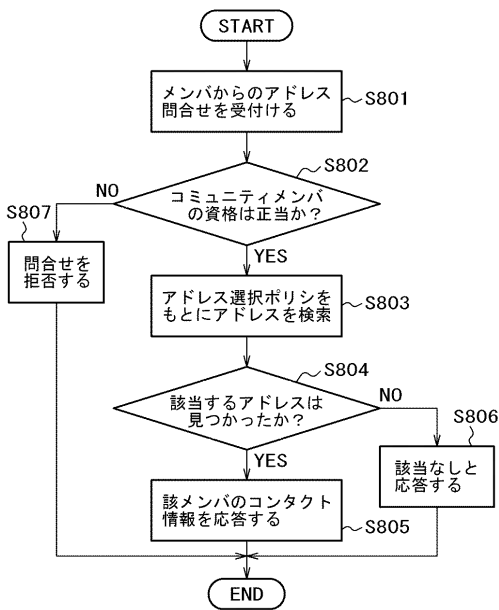 START
メンバからのアドレス
問合せを受付ける
S801
S802
コミュニティメンバ
の資格は正当か？
NO
S807
問合せを
拒否する
YES
アドレス選択ポリシを
もとにアドレスを検索
S803
S804
該当するアドレスは
見つかったか？
NO
S806
該当なしと
応答する
YES
該メンバのコンタクト
情報を応答する
S805
END